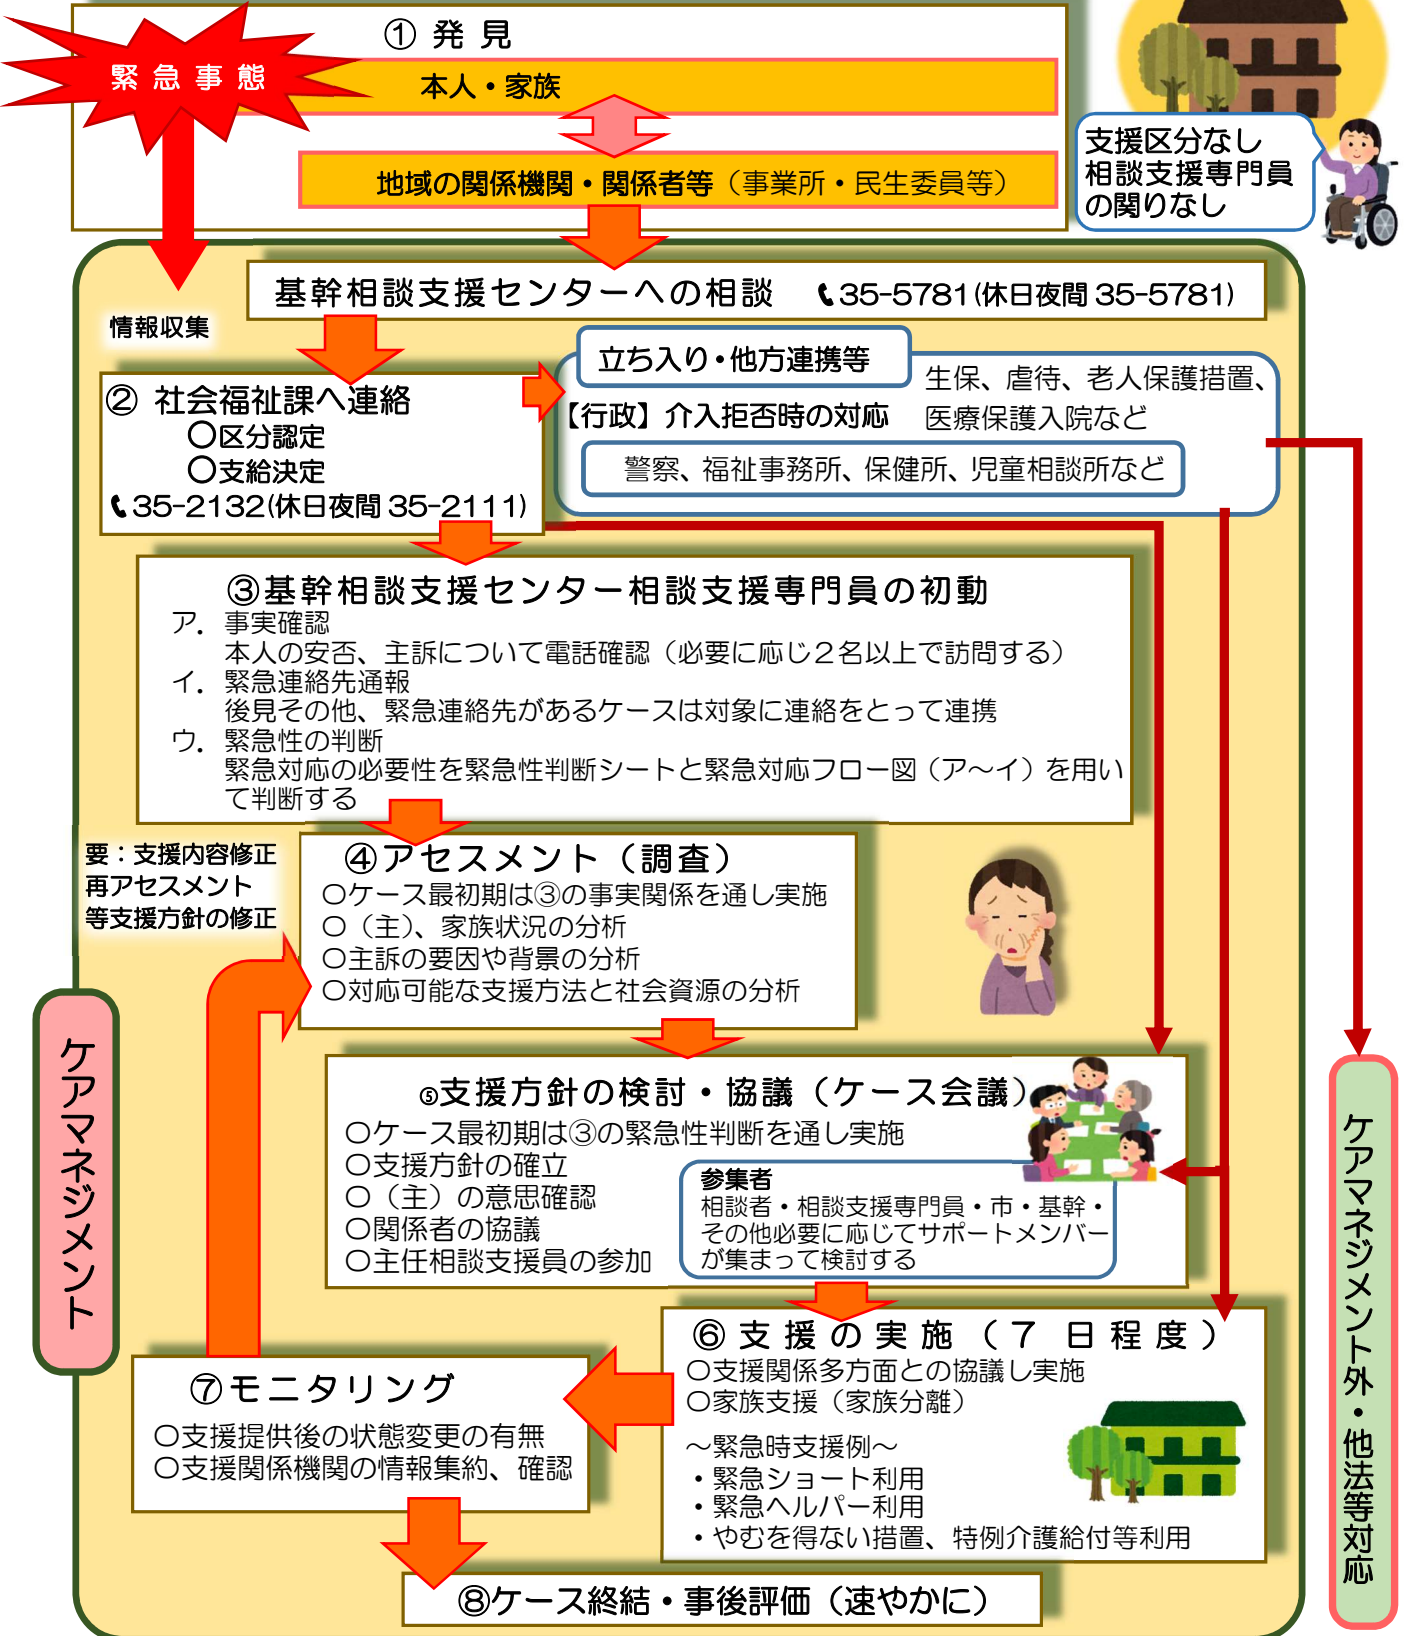 ① 発 見
緊 急 事 態
本人・家族
地域の関係機関・関係者等（事業所・民生委員等）
支援区分なし
相談支援専門員
の関りなし
基幹相談支援センターへの相談 35-5781(休日夜間 35-5781)
情報収集
② 社会福祉課へ連絡
〇区分認定
〇支給決定
35-2132(休日夜間 35-2111)
立ち入り・他方連携等
生保、虐待、老人保護措置、
医療保護入院など
【行政】介入拒否時の対応
警察、福祉事務所、保健所、児童相談所など
③基幹相談支援センター相談支援専門員の初動
ア．事実確認
本人の安否、主訴について電話確認（必要に応じ２名以上で訪問する）
イ．緊急連絡先通報
後見その他、緊急連絡先があるケースは対象に連絡をとって連携
ウ．緊急性の判断
緊急対応の必要性を緊急性判断シートと緊急対応フロー図（ア～イ）を用い
て判断する
要：支援内容修正
再アセスメント
等支援方針の修正
④アセスメント（調査）
〇ケース最初期は③の事実関係を通し実施
〇（主）、家族状況の分析
〇主訴の要因や背景の分析
〇対応可能な支援方法と社会資源の分析
ケアマネジメント
⑤支援方針の検討・協議（ケース会議）
〇ケース最初期は③の緊急性判断を通し実施
〇支援方針の確立
〇（主）の意思確認
〇関係者の協議
〇主任相談支援員の参加
参集者
相談者・相談支援専門員・市・基幹・
その他必要に応じてサポートメンバー
が集まって検討する
ケアマネジメント外・他法等対応
⑥ 支 援 の 実 施 （ ７ 日 程 度 ）
〇支援関係多方面との協議し実施
〇家族支援（家族分離）
～緊急時支援例～
・緊急ショート利用
・緊急ヘルパー利用
・やむを得ない措置、特例介護給付等利用
⑦モニタリング
〇支援提供後の状態変更の有無
〇支援関係機関の情報集約、確認
⑧ケース終結・事後評価（速やかに）